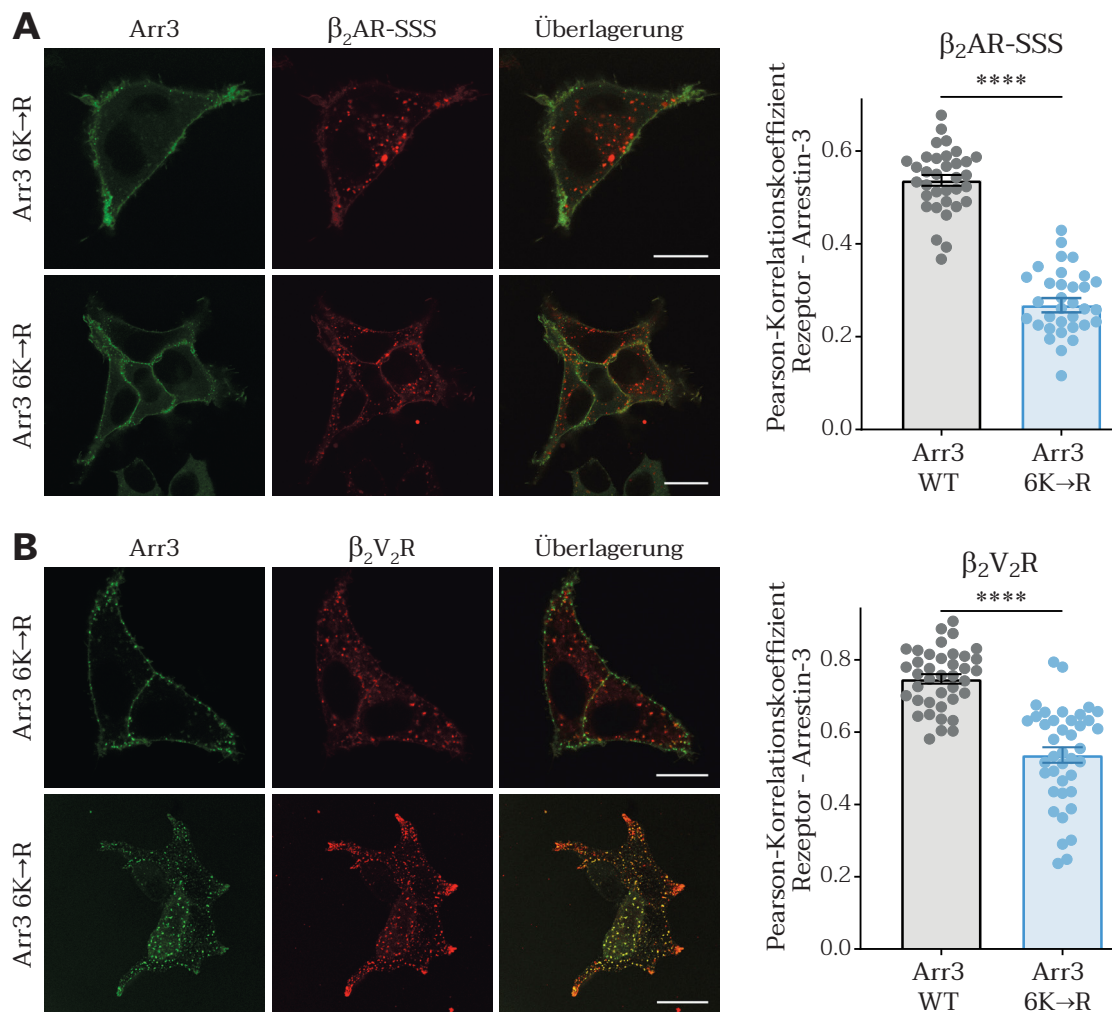 A
Arr3
β₂AR-SSS
Überlagerung
Arr3 6K→R
Arr3 6K→R
β₂AR-SSS
****
Pearson-Korrelationskoeffizient
Rezeptor - Arrestin-3
0.6
0.4
0.2
0.0
Arr3
WT
Arr3
6K→R
B
Arr3
β₂V₂R
Überlagerung
Arr3 6K→R
Arr3 6K→R
β₂V₂R
****
Pearson-Korrelationskoeffizient
Rezeptor - Arrestin-3
0.8
0.6
0.4
0.2
0.0
Arr3
WT
Arr3
6K→R